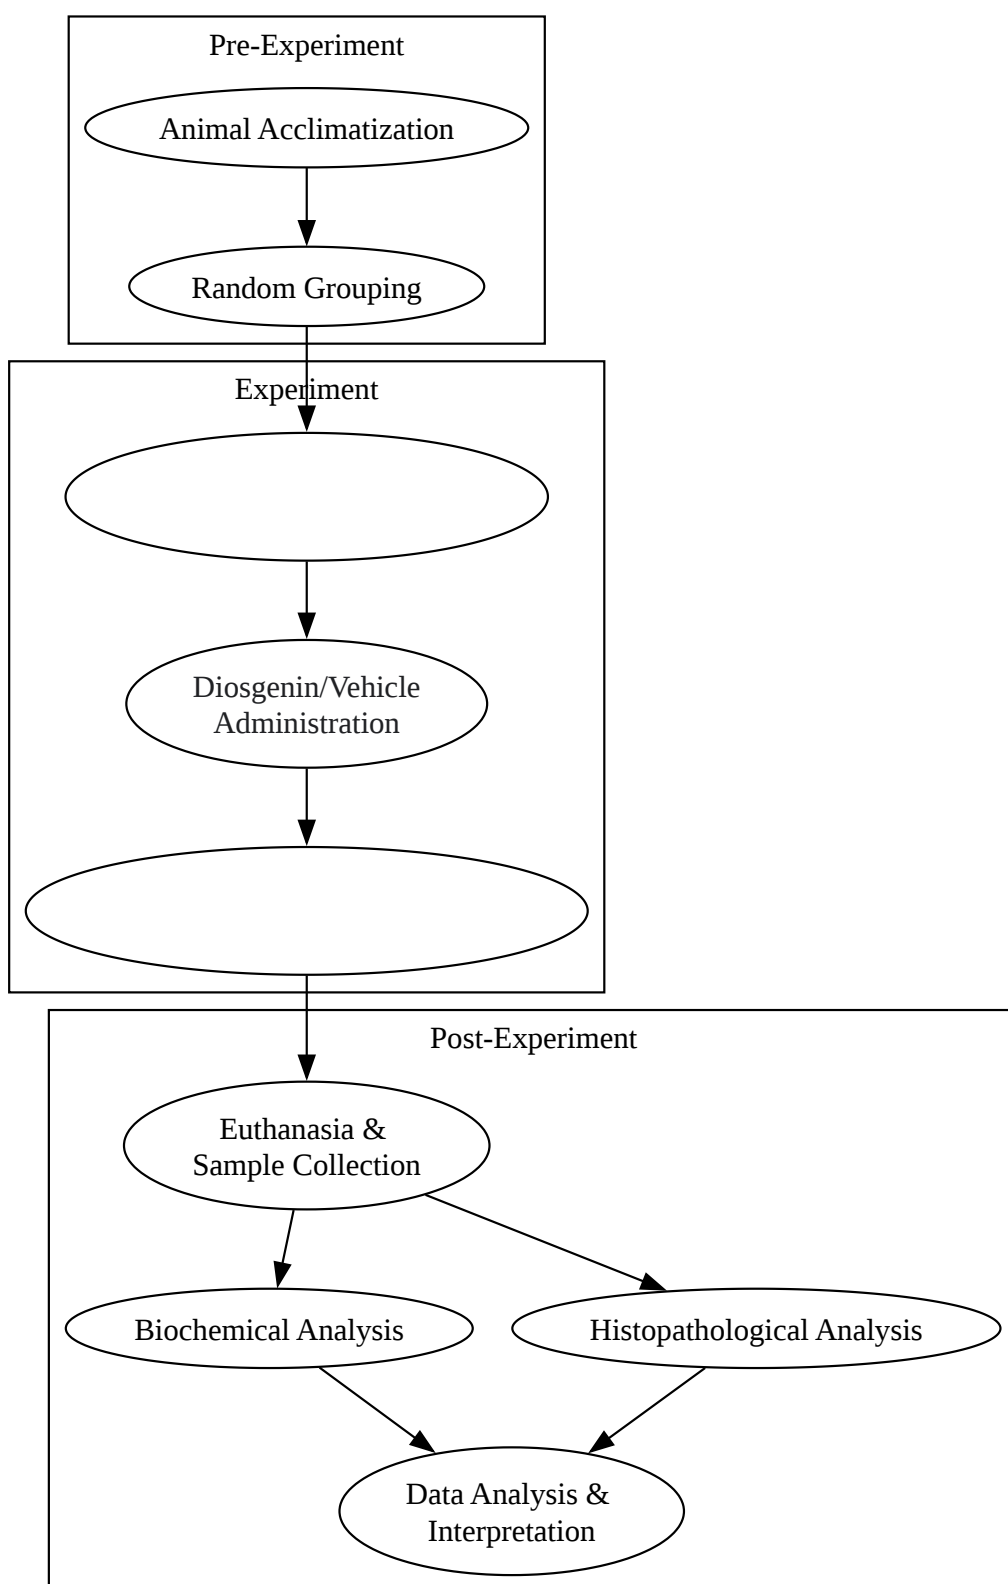 Pre-Experiment
Animal Acclimatization
Random Grouping
Experiment
Diosgenin/Vehicle
Administration
Post-Experiment
Euthanasia &
Sample Collection
Biochemical Analysis
Histopathological Analysis
Data Analysis &
Interpretation